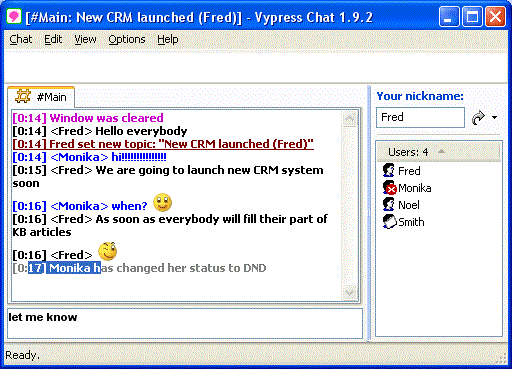 [#Main: New CRM launched (Fred)] - Vypress Chat 1.9.2
Chat Edit View Options Help
#Main
[0:14] Window was cleared
[0:14] <Fred> Hello everybody
[0:14] Fred set new topic: "New CRM launched (Fred)"
[0:14] <Monika> hi!!!!!!!!!!!!!!!
[0:15] <Fred> We are going to launch new CRM system
soon
[0:16] <Monika> when?
[0:16] <Fred> As soon as everybody will fill their part of
KB articles
[0:16] <Fred>
[0:17] Monika has changed her status to DND
let me know
Your nickname:
Fred
Users: 4
Fred
Monika
Noel
Smith
Ready.